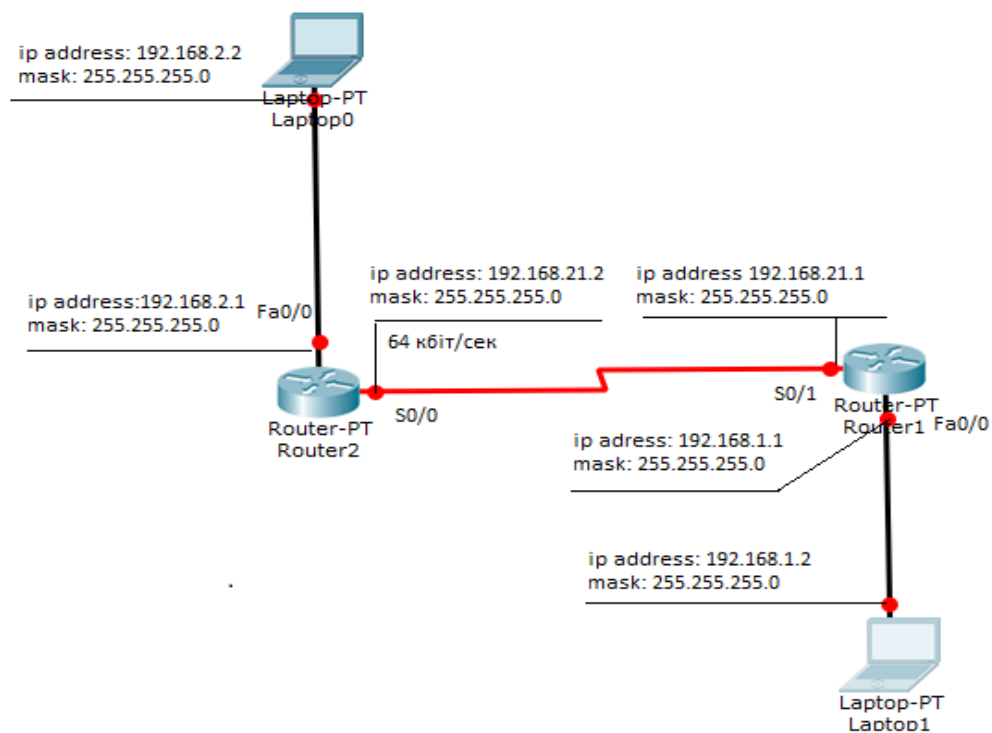 ip address: 192.168.2.2
mask: 255.255.255.0
Laptop-PT
Laptop0
ip address:192.168.2.1
mask: 255.255.255.0
Fa0/0
ip address: 192.168.21.2
mask: 255.255.255.0
64 кбіт/сек
ip address 192.168.21.1
mask: 255.255.255.0
S0/0
Router-PT
Router2
S0/1
Router-PT
Router1
Fa0/0
ip adress: 192.168.1.1
mask: 255.255.255.0
ip address: 192.168.1.2
mask: 255.255.255.0
Laptop-PT
Laptop1